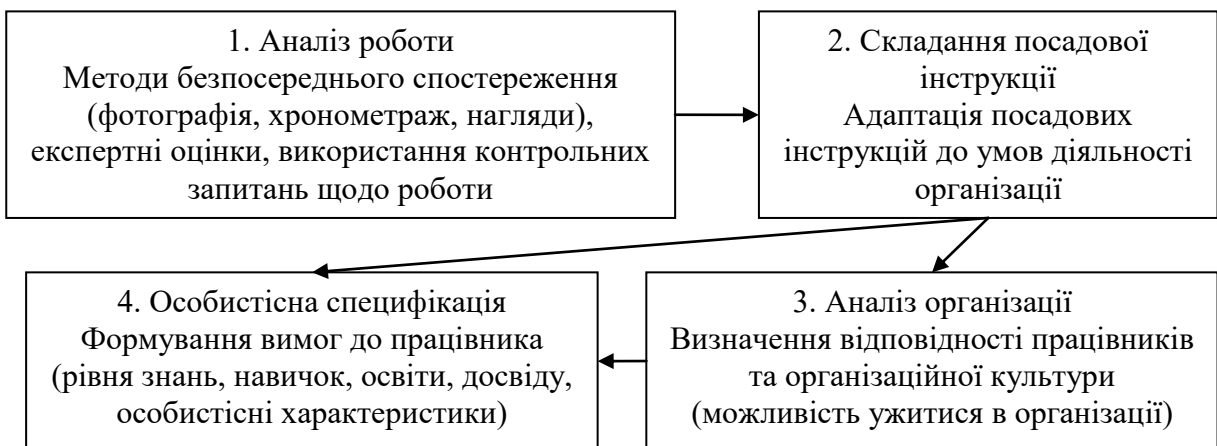 1. Аналіз роботи
Методи безпосереднього спостереження
(фотографія, хронометраж, нагляди),
експертні оцінки, використання контрольних
запитань щодо роботи
2. Складання посадової
інструкції
Адаптація посадових
інструкцій до умов діяльності
організації
4. Особистісна специфікація
Формування вимог до працівника
(рівня знань, навичок, освіти, досвіду,
особистісні характеристики)
3. Аналіз організації
Визначення відповідності працівників
та організаційної культури
(можливість ужитися в організації)